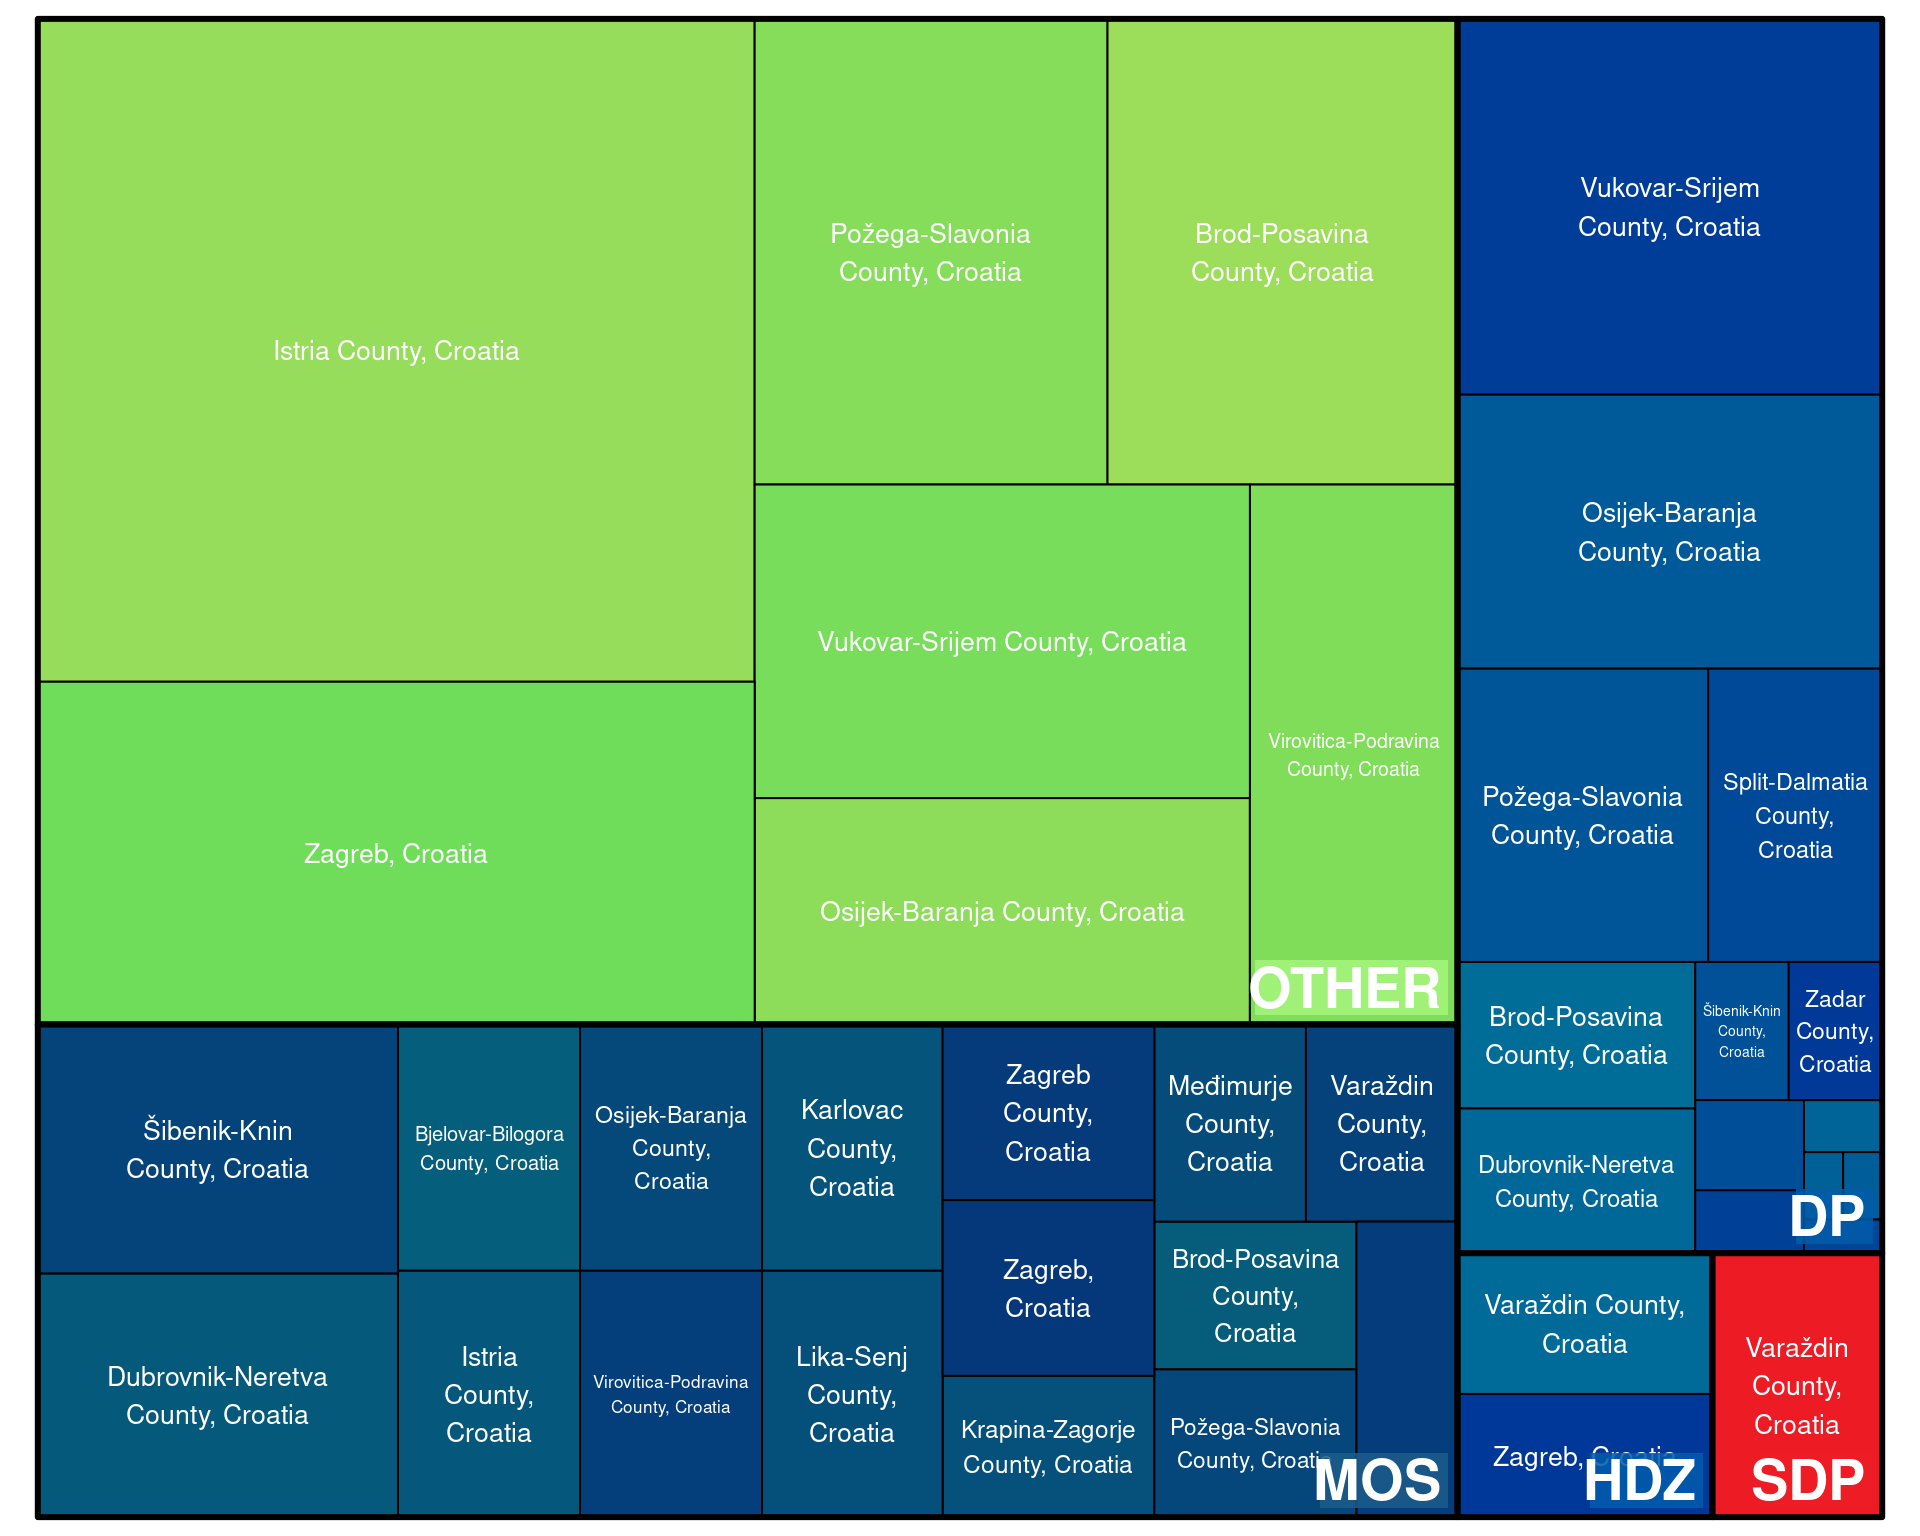 Istria County, Croatia
Požega-Slavonia
County, Croatia
Brod-Posavina
County, Croatia
Zagreb, Croatia
Vukovar-Srijem County, Croatia
Virovitica-Podravina
County, Croatia
Osijek-Baranja County, Croatia
OTHER
Vukovar-Srijem
County, Croatia
Osijek-Baranja
County, Croatia
Požega-Slavonia
County, Croatia
Split-Dalmatia
County,
Croatia
Brod-Posavina
County, Croatia
Šibenik-Knin
County,
Croatia
Zadar
County,
Croatia
Dubrovnik-Neretva
County, Croatia
DP
Šibenik-Knin
County, Croatia
Dubrovnik-Neretva
County, Croatia
Bjelovar-Bilogora
County, Croatia
Istria
County,
Croatia
Osijek-Baranja
County,
Croatia
Virovitica-Podravina
County, Croatia
Karlovac
County,
Croatia
Lika-Senj
County,
Croatia
Zagreb
County,
Croatia
Zagreb,
Croatia
Krapina-Zagorje
County, Croatia
Međimurje
County,
Croatia
Varaždin
County,
Croatia
Brod-Posavina
County,
Croatia
Požega-Slavonia
County, Croatia
MOS
Varaždin County,
Croatia
Zagreb, Croatia
HDZ
Varaždin
County,
Croatia
SDP